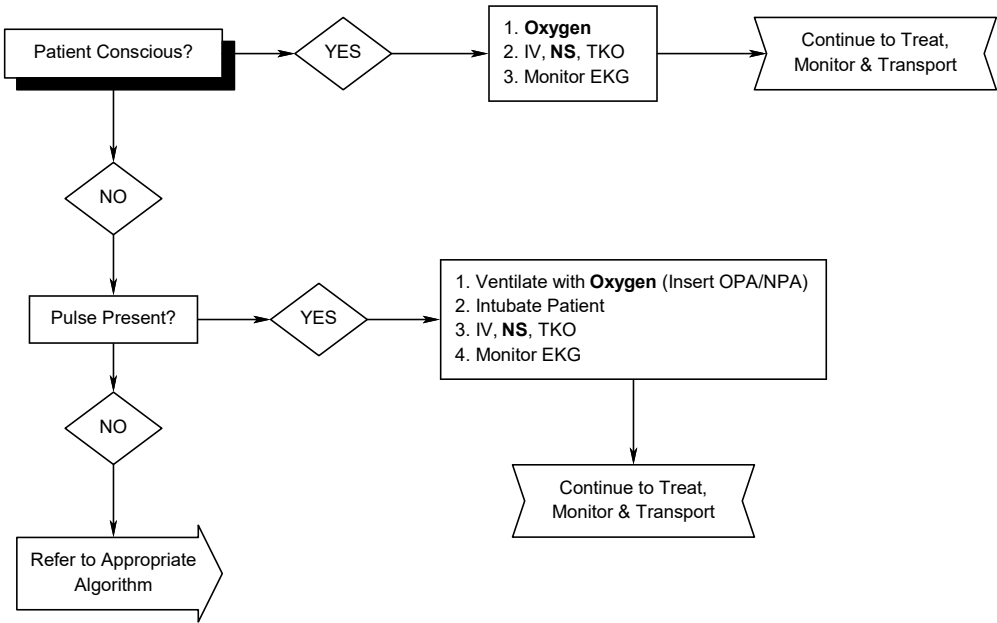 Patient Conscious?
YES
1. Oxygen
2. IV, NS, TKO
3. Monitor EKG
Continue to Treat,
Monitor & Transport
NO
Pulse Present?
YES
1. Ventilate with Oxygen (Insert OPA/NPA)
2. Intubate Patient
3. IV, NS, TKO
4. Monitor EKG
NO
Continue to Treat,
Monitor & Transport
Refer to Appropriate
Algorithm